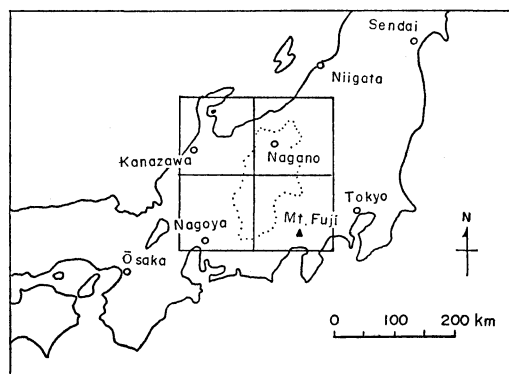 Sendai
Niigata
Kanazawa
Nagano
Tokyo
Nagoya
Mt. Fuji
N
Ōsaka
0 100 200 km